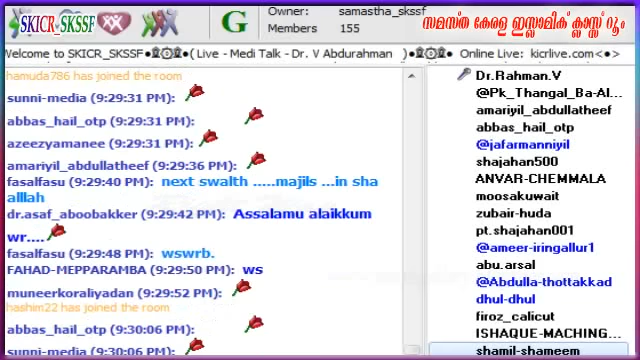 SKICR_SKSSF
G
Owner: samastha_skssf
Members 155
സമസ്ത കേരള ഇസ്ലാമിക് ക്ലാസ്സ് റൂം
Welcome to SKICR_SKSSF●۩۞۩●( Live - Medi Talk - Dr. V Abdurahman ) ●۩۞۩● Online Live: kicrlive.com <
hamuda786 has joined the room
sunni-media (9:29:31 PM):
abbas_hail_otp (9:29:31 PM):
azeezyamanee (9:29:31 PM):
amariyil_abdullatheef (9:29:36 PM):
fasalfasu (9:29:40 PM): next swalth .....majils ...in sha
alllah
dr.asaf_aboobakker (9:29:42 PM): Assalamu alaikkum
wr....
fasalfasu (9:29:48 PM): wswrb.
FAHAD-MEPPARAMBA (9:29:50 PM): ws
muneerkoraliyadan (9:29:52 PM):
hashim22 has joined the room
abbas_hail_otp (9:30:06 PM):
sunni-media (9:30:06 PM):
Dr.Rahman.V
@Pk_Thangal_Ba-Al...
amariyil_abdullatheef
abbas_hail_otp
@jafarmanniyil
shajahan500
ANVAR-CHEMMALA
moosakuwait
zubair-huda
pt.shajahan001
@ameer-iringallur1
abu.arsal
@Abdulla-thottakkad
dhul-dhul
firoz_calicut
ISHAQUE-MACHING...
shamil-shameem